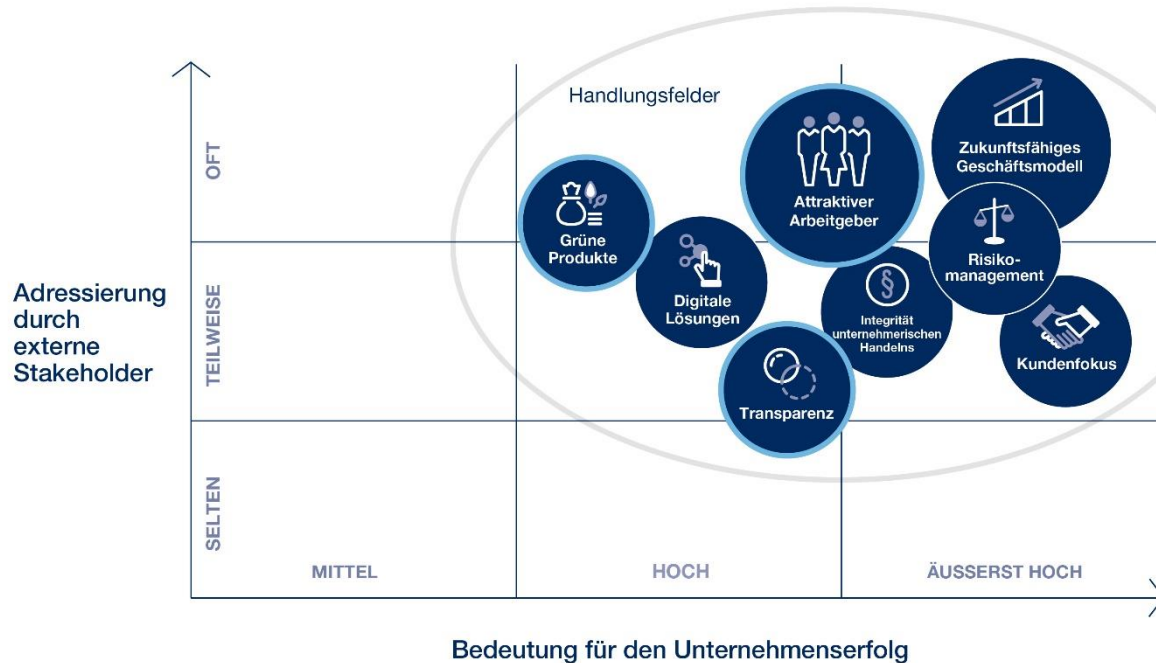 Handlungsfelder
Zukunftsfähiges
Geschäftsmodell
Attraktiver
Arbeitgeber
Grüne
Produkte
Risiko-
management
Digitale
Lösungen
§
Integrität
unternehmerischen
Handelns
Kundenfokus
Transparenz
Adressierung
durch
externe
Stakeholder
OFT
TEILWEISE
SELTEN
MITTEL
HOCH
ÄUSSERST HOCH
Bedeutung für den Unternehmenserfolg